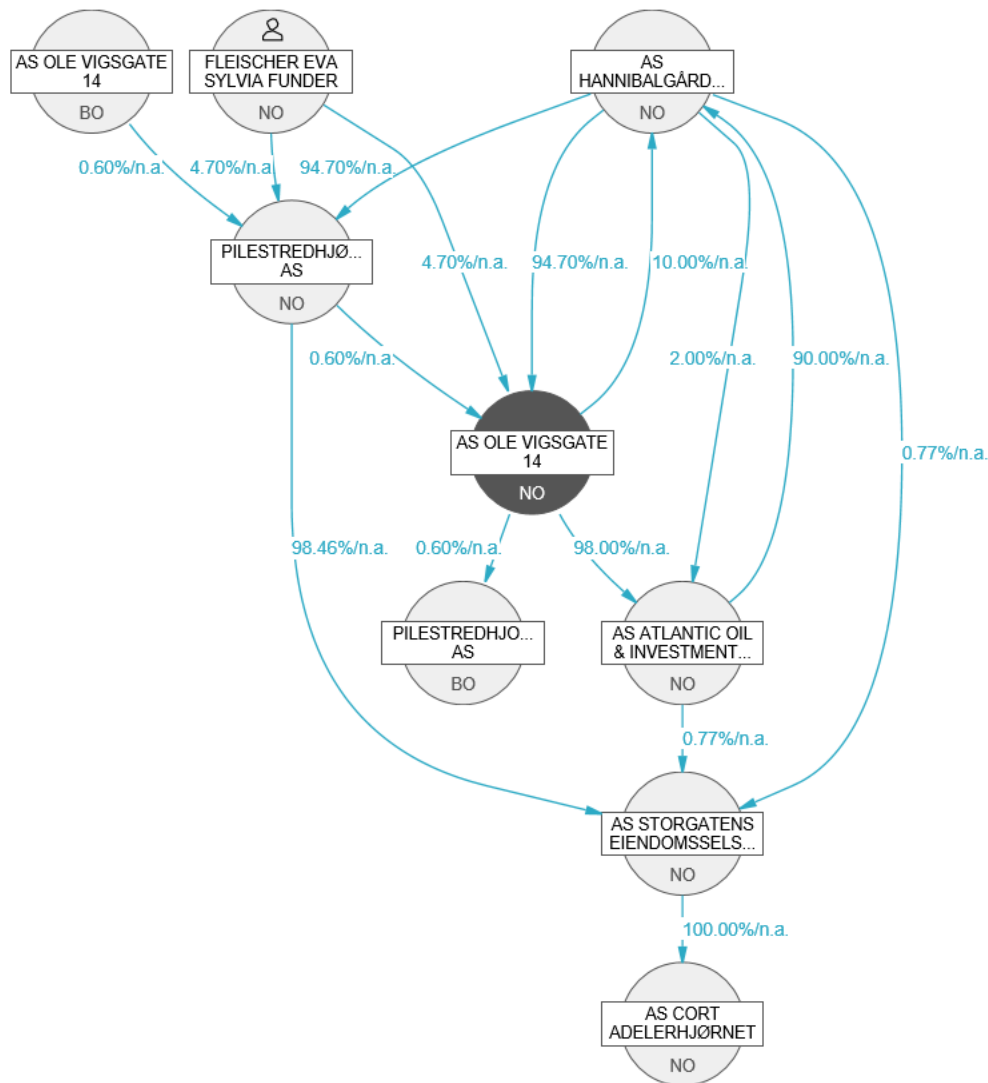 AS OLE VIGSGATE
14
BO
FLEISCHER EVA
SYLVIA FUNDER
NO
AS
HANNIBALGÅRD...
NO
0.60%/n.a.
4.70%/n.a.
94.70%/n.a.
PILESTREDHJØ...
AS
NO
4.70%/n.a.
94.70%/n.a.
10.00%/n.a.
0.60%/n.a.
2.00%/n.a.
90.00%/n.a.
0.77%/n.a.
AS OLE VIGSGATE
14
NO
98.46%/n.a.
0.60%/n.a.
98.00%/n.a.
PILESTREDHJO...
AS
BO
AS ATLANTIC OIL
& INVESTMENT...
NO
0.77%/n.a.
AS STORGATENS
EIENDOMSSELS...
NO
100.00%/n.a.
AS CORT
ADELERHJØRNET
NO